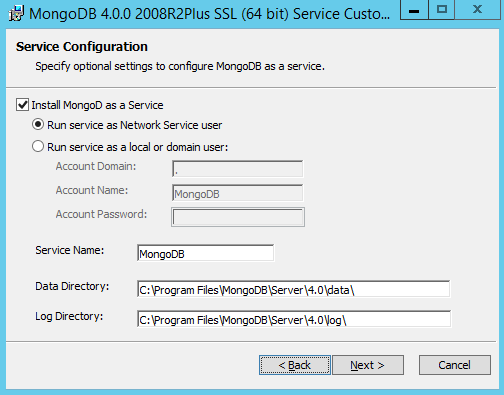 MongoDB 4.0.0 2008R2Plus SSL (64 bit) Service Custo...
Service Configuration
Specify optional settings to configure MongoDB as a service.
Install MongoD as a Service
Run service as Network Service user
Run service as a local or domain user:
Account Domain: .
Account Name: MongoDB
Account Password:
Service Name: MongoDB
Data Directory: C:\Program Files\MongoDB\Server\4.0\data\
Log Directory: C:\Program Files\MongoDB\Server\4.0\log\
< Back Next > Cancel